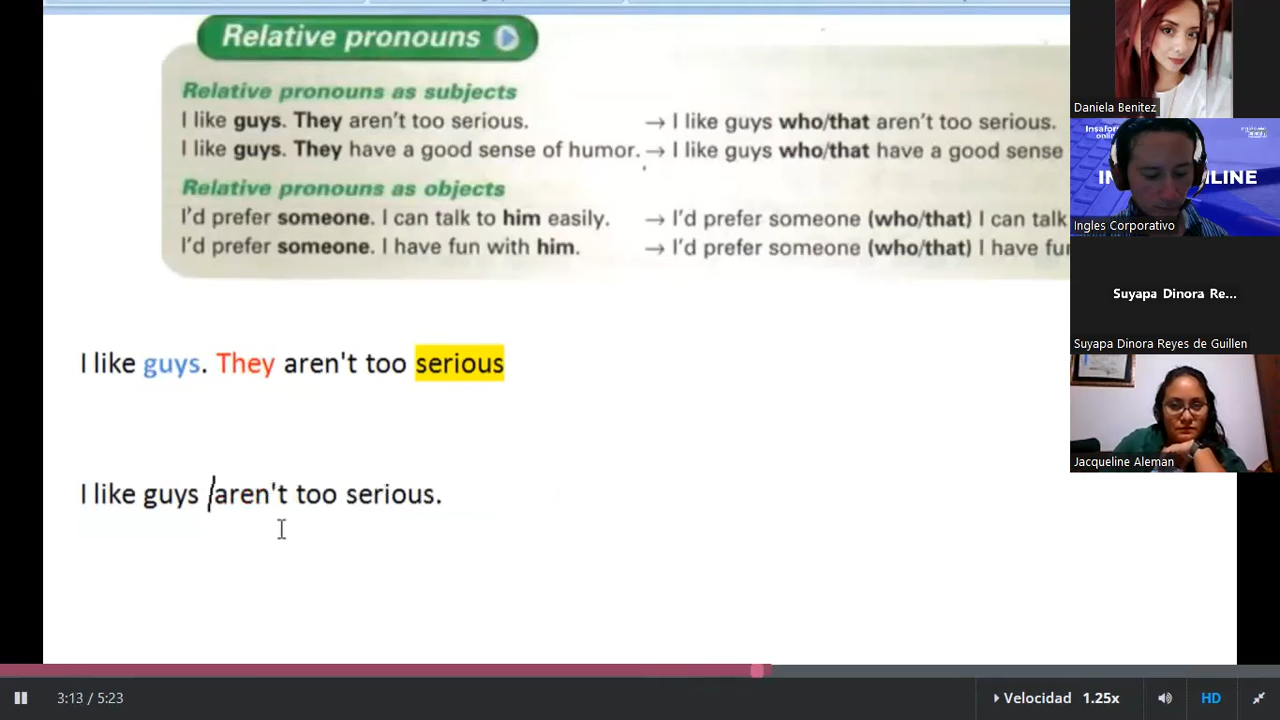 Relative pronouns
Relative pronouns as subjects
I like guys. They aren't too serious. → I like guys who/that aren't too serious.
I like guys. They have a good sense of humor. → I like guys who/that have a good sense
Relative pronouns as objects
I'd prefer someone. I can talk to him easily. → I'd prefer someone (who/that) I can talk
I'd prefer someone. I have fun with him. → I'd prefer someone (who/that) I have fu
I like guys. They aren't too serious
I like guys aren't too serious.
Daniela Benitez
Ingles Corporativo
Suyapa Dinora Re...
Suyapa Dinora Reyes de Guillen
Jacqueline Aleman
3:13 / 5:23
Velocidad 1.25x
HD